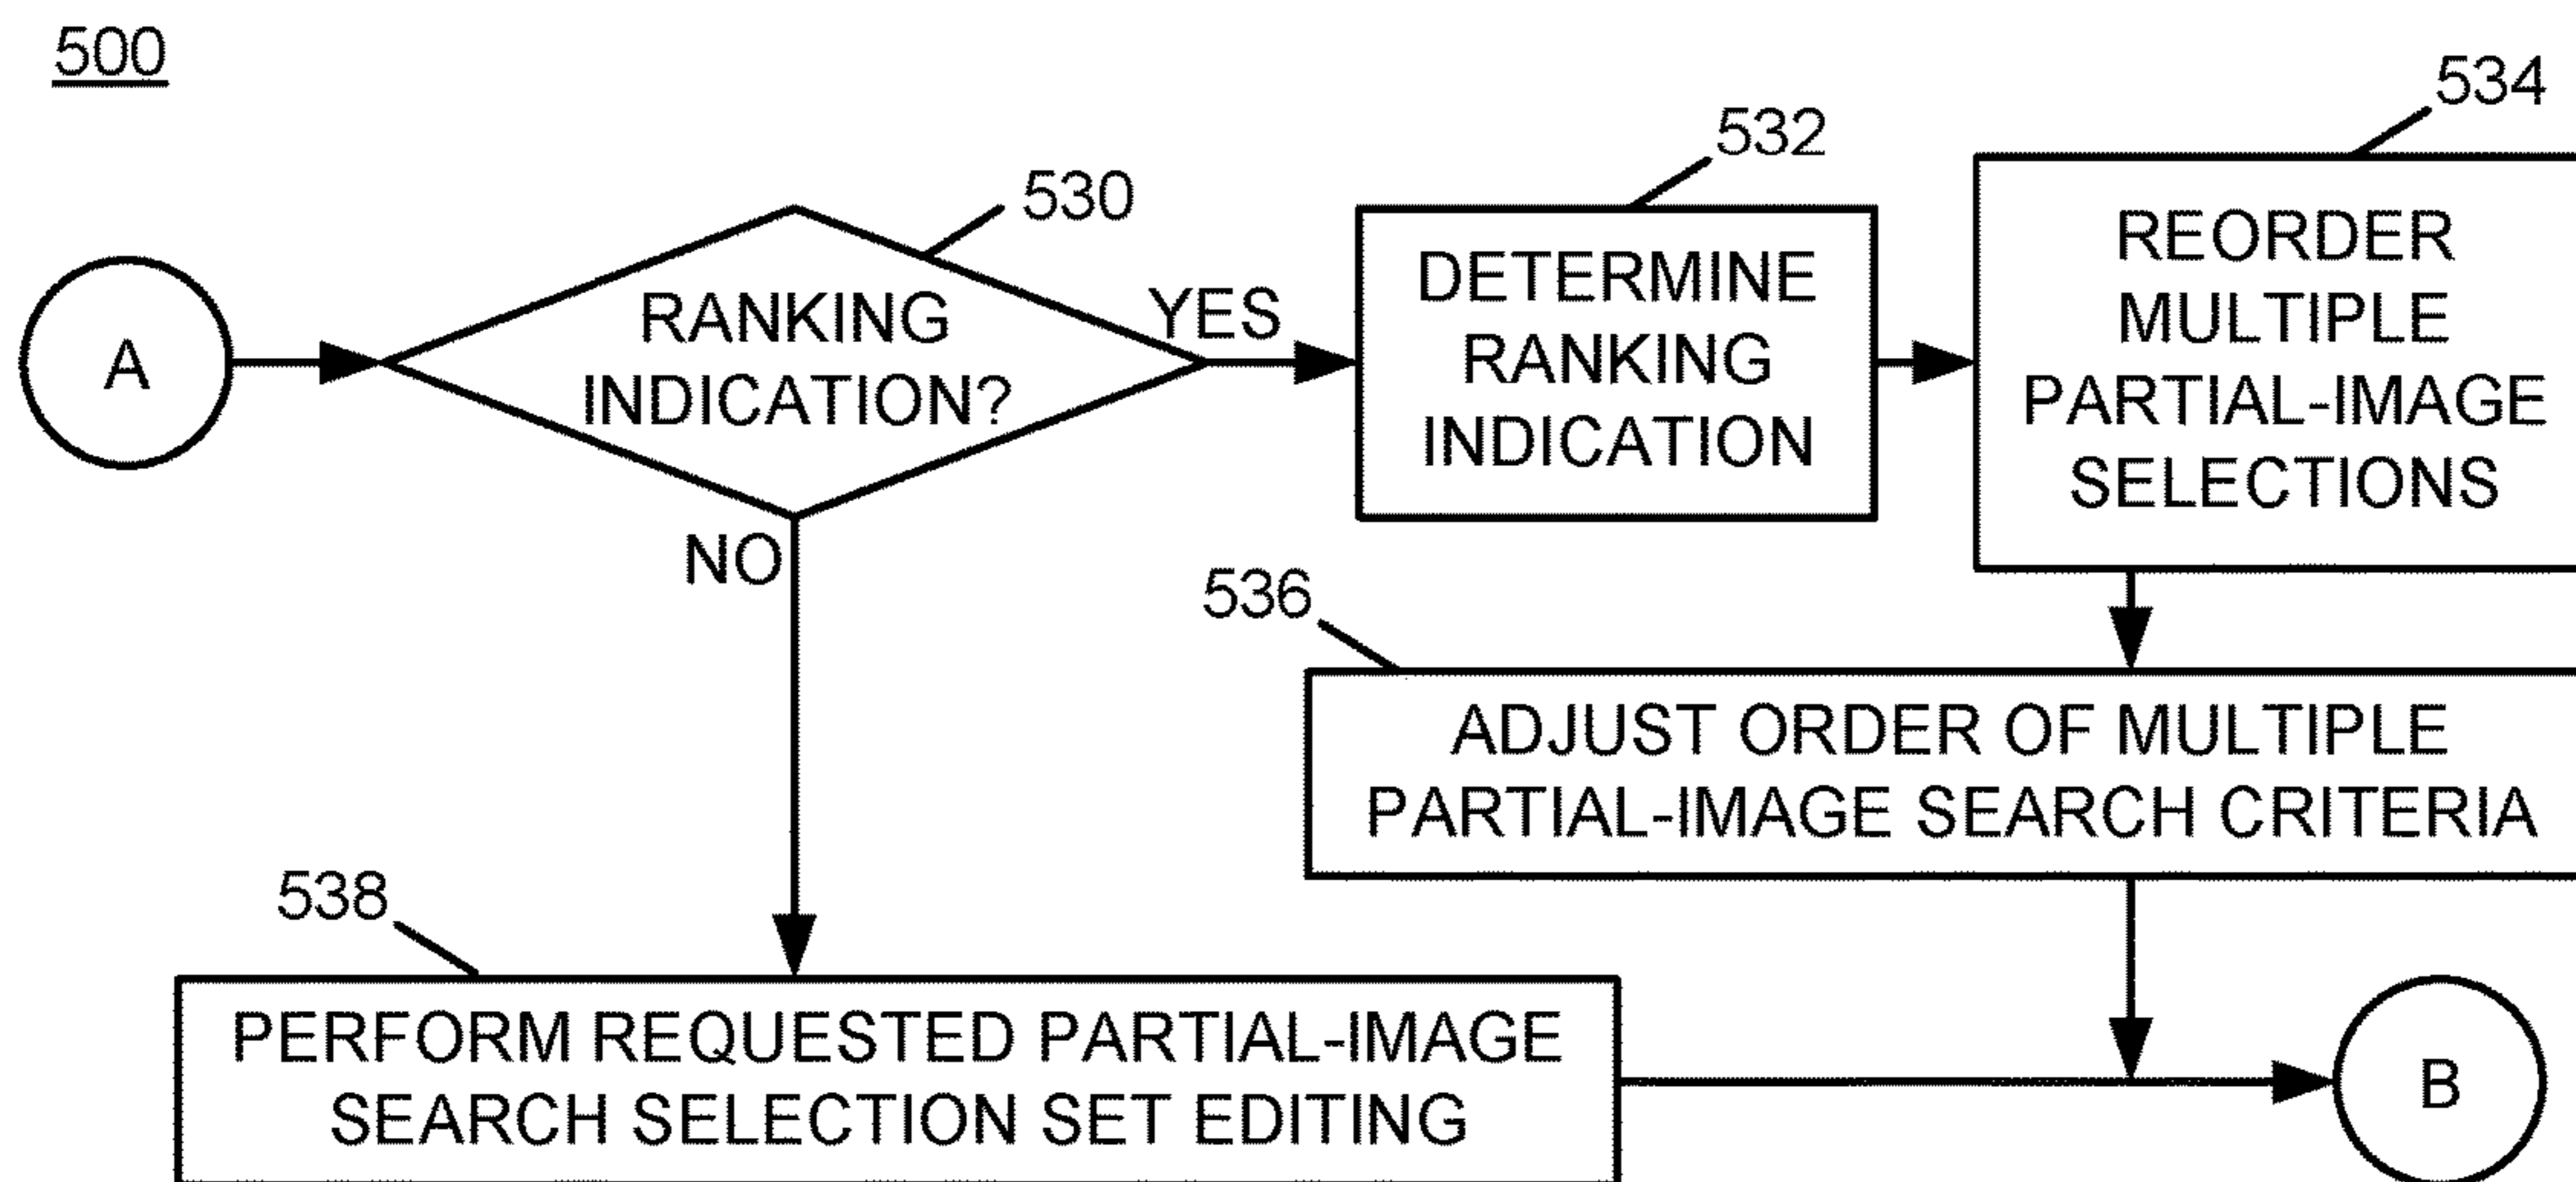 500
534
532
530
A
RANKING
INDICATION?
YES
DETERMINE
RANKING
INDICATION
REORDER
MULTIPLE
PARTIAL-IMAGE
SELECTIONS
NO
536
ADJUST ORDER OF MULTIPLE
PARTIAL-IMAGE SEARCH CRITERIA
538
PERFORM REQUESTED PARTIAL-IMAGE
SEARCH SELECTION SET EDITING
B